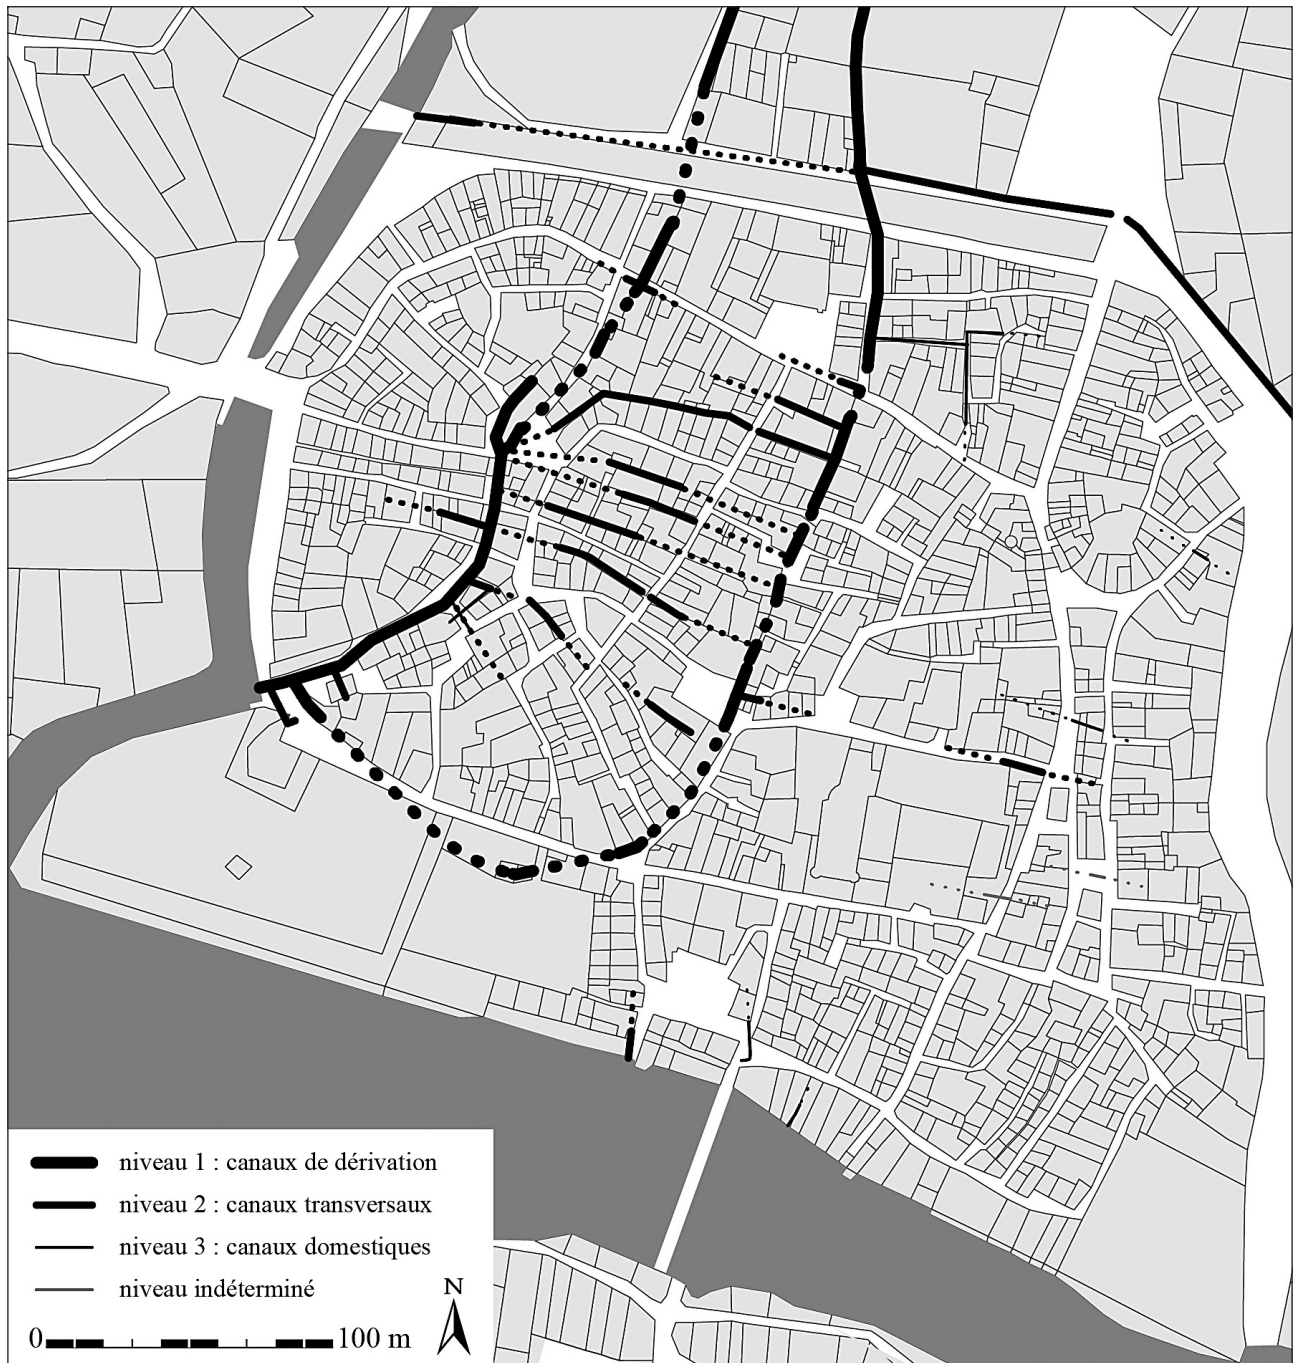 niveau 1 : canaux de dérivation
niveau 2 : canaux transversaux
niveau 3 : canaux domestiques
niveau indéterminé
N
0 100 m